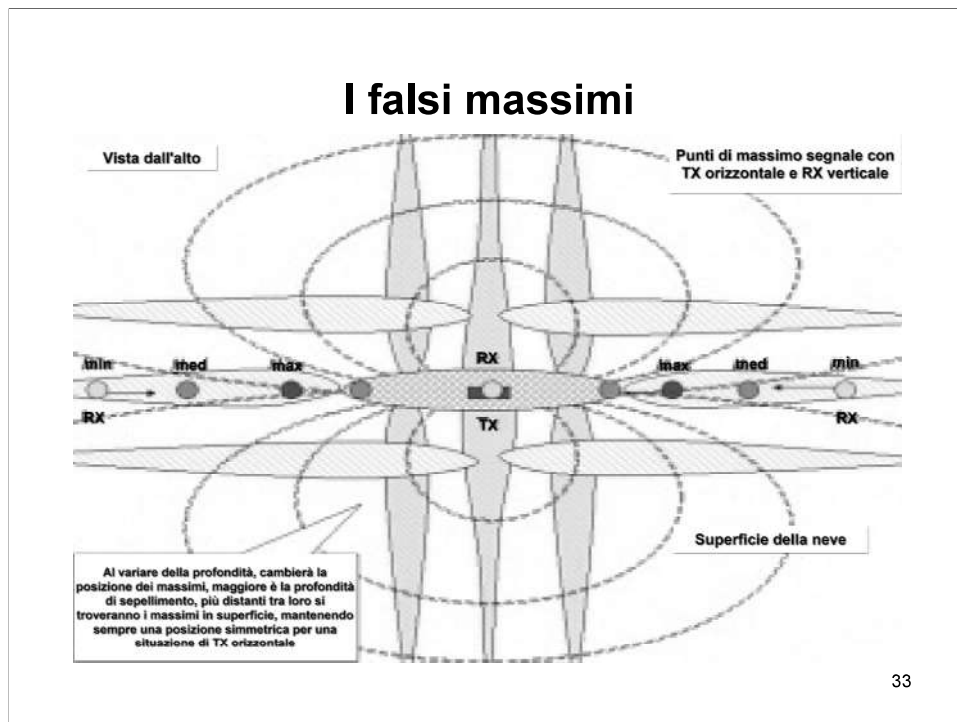 I falsi massimi
Vista dall'alto
Punti di massimo segnale con
TX orizzontale e RX verticale
min
med
max
RX
max
med
min
RX
TX
RX
Superficie della neve
Al variare della profondità, cambierà la
posizione dei massimi, maggiore è la profondità
di sepellimento, più distanti tra loro si
troveranno i massimi in superficie, mantenendo
sempre una posizione simmetrica per una
situazione di TX orizzontale
33